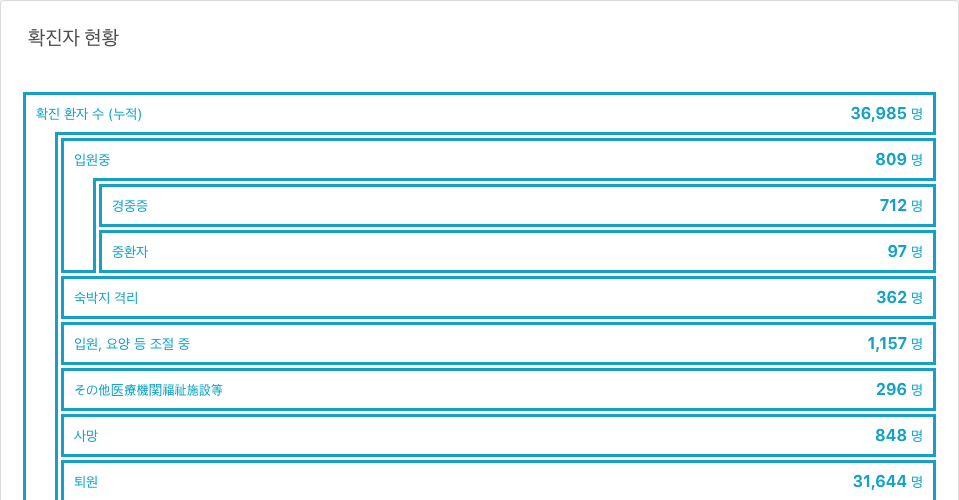 확진자 현황
확진 환자 수 (누적) 36,985 명
입원중 809 명
경중증 712 명
중환자 97 명
숙박지 격리 362 명
입원, 요양 등 조절 중 1,157 명
その他医療機関福祉施設等 296 명
사망 848 명
퇴원 31,644 명